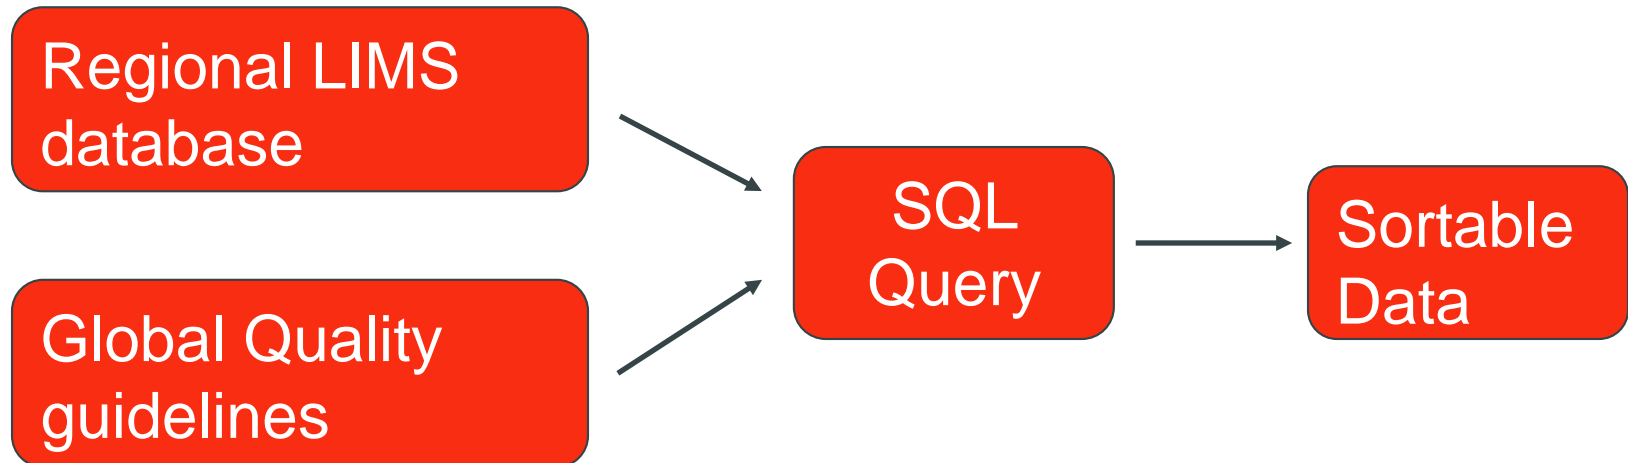 Regional LIMS
database
Global Quality
guidelines
SQL
Query
Sortable
Data